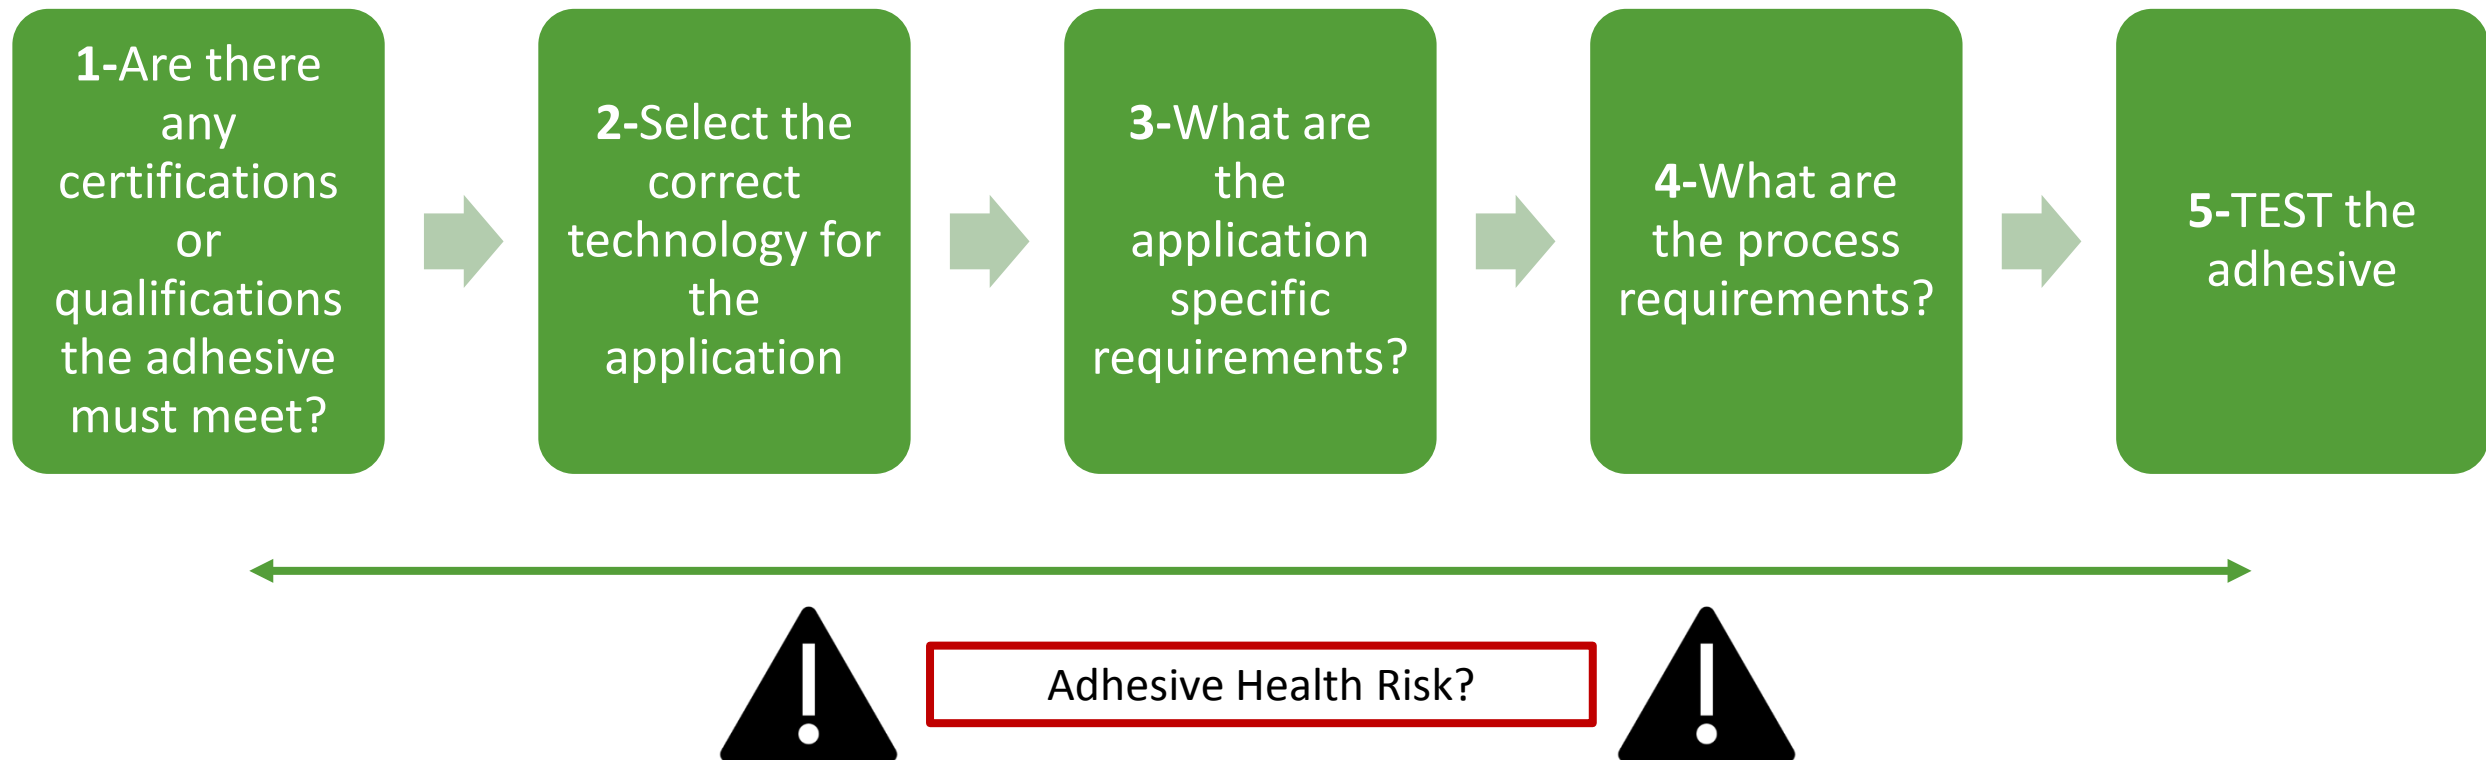 1-Are there
any
certifications
or
qualifications
the adhesive
must meet?
2-Select the
correct
technology for
the
application
3-What are
the
application
specific
requirements?
4-What are
the process
requirements?
5-TEST the
adhesive
Adhesive Health Risk?